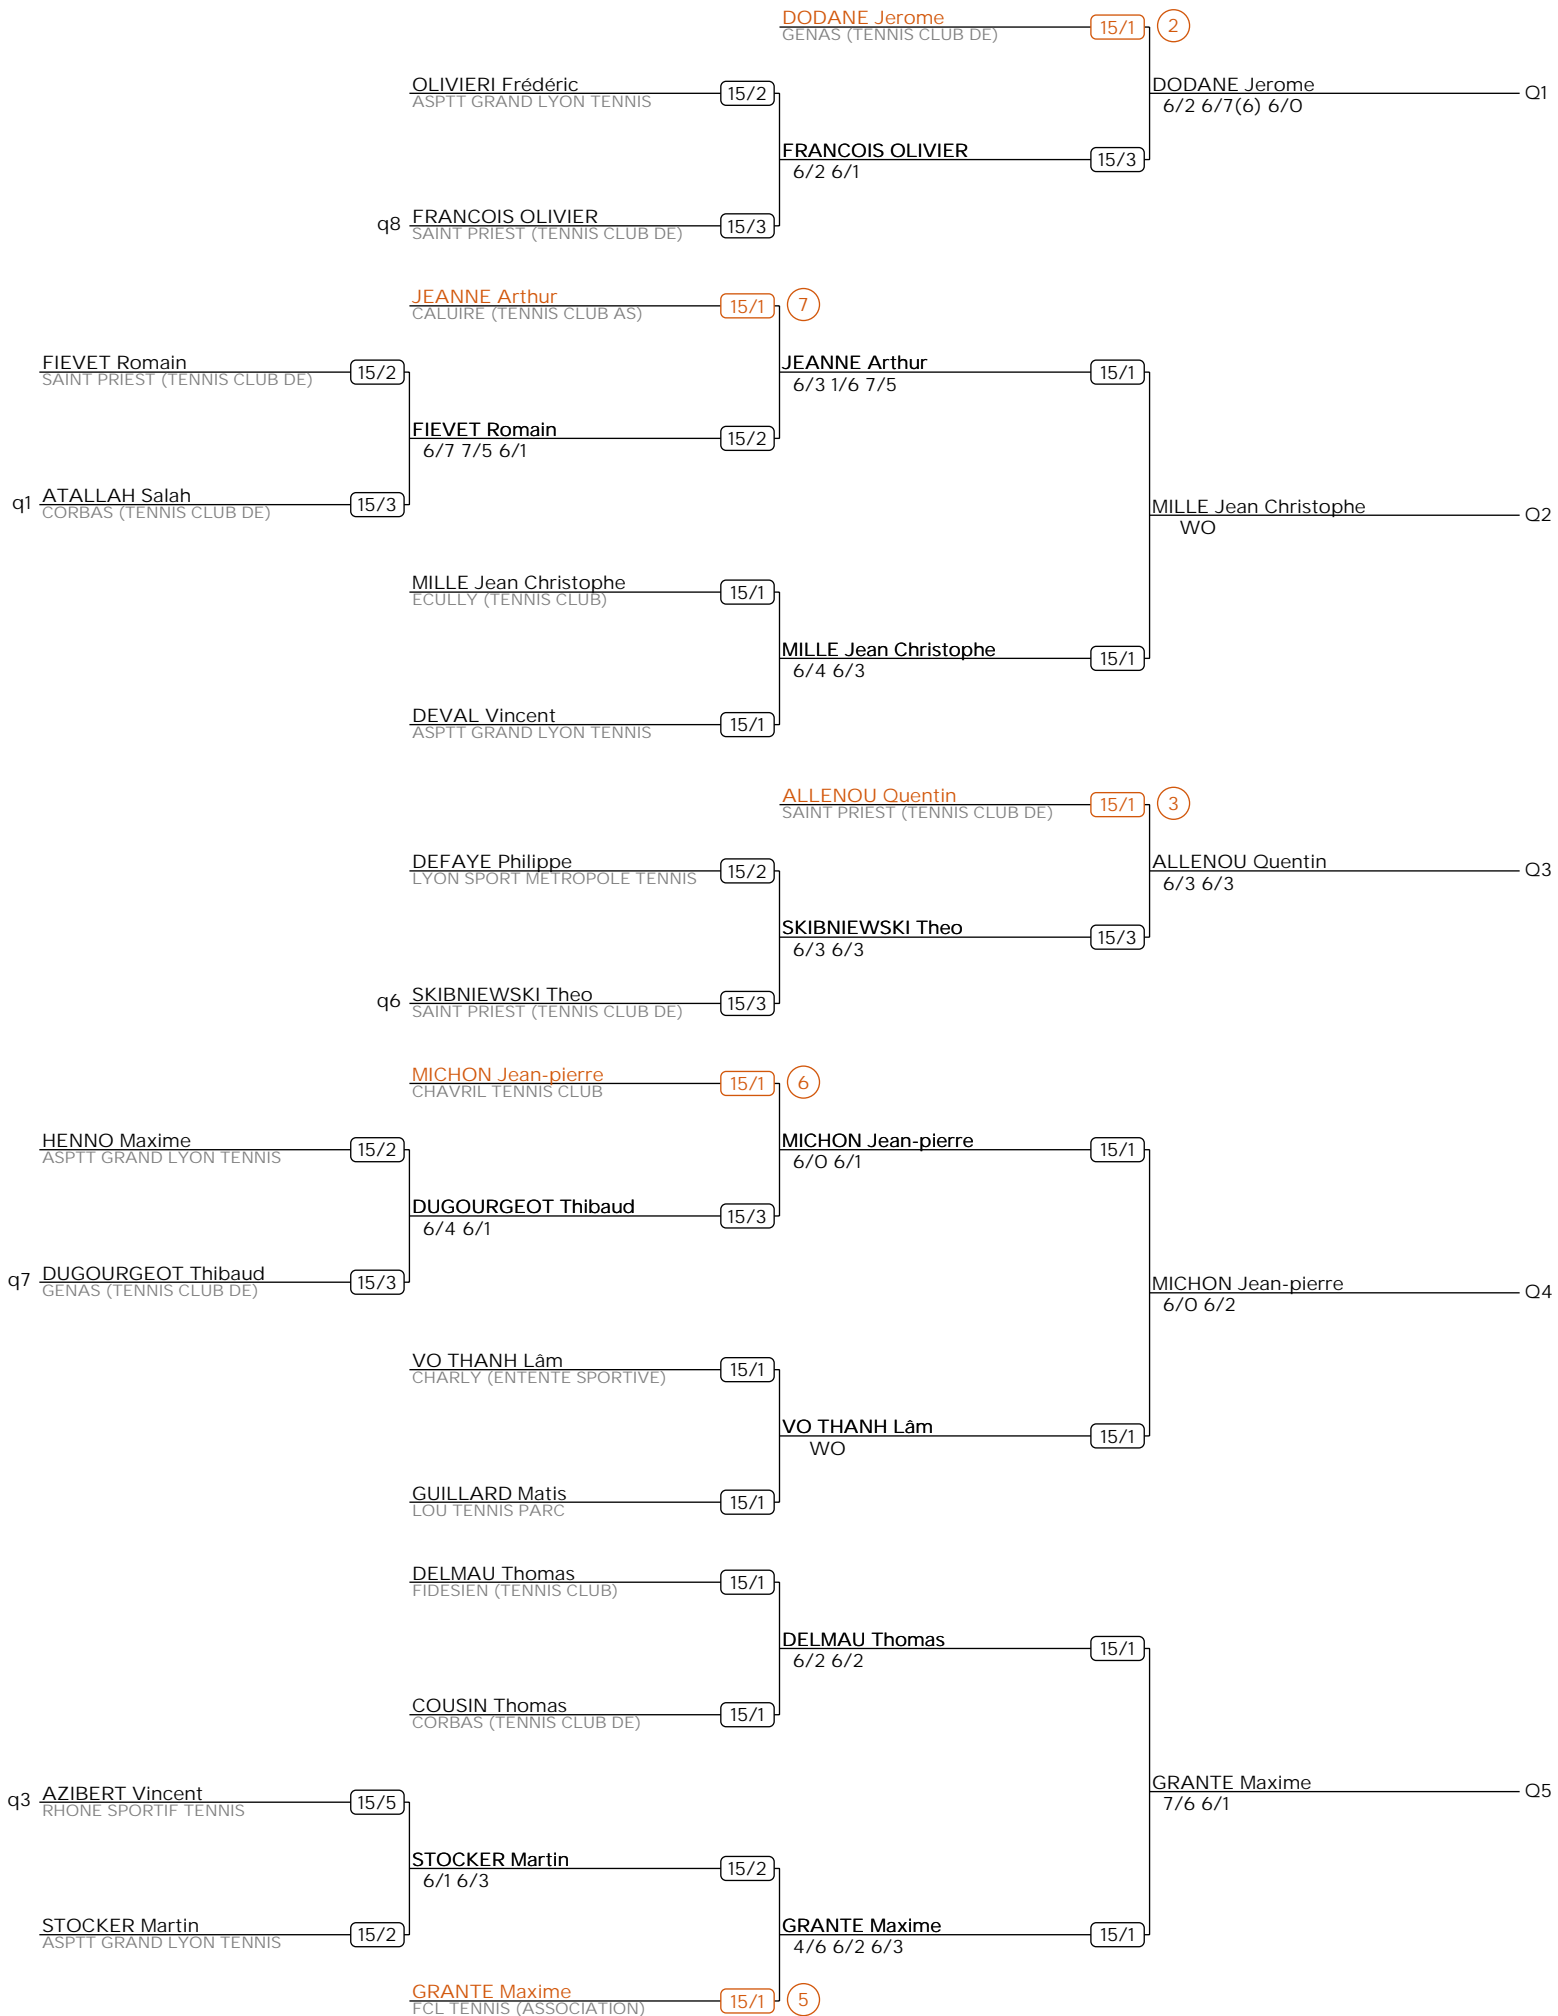 DODANE Jerome
GENAS (TENNIS CLUB DE)
15/1
2
OLIVIERI Frédéric
ASPTT GRAND LYON TENNIS
15/2
DODANE Jerome
6/2 6/7(6) 6/0
Q1
FRANCOIS OLIVIER
6/2 6/1
15/3
q8
FRANCOIS OLIVIER
SAINT PRIEST (TENNIS CLUB DE)
15/3
JEANNE Arthur
CALUIRE (TENNIS CLUB AS)
15/1
7
FIEVET Romain
SAINT PRIEST (TENNIS CLUB DE)
15/2
JEANNE Arthur
6/3 1/6 7/5
15/1
FIEVET Romain
6/7 7/5 6/1
15/2
q1
ATALLAH Salah
CORBAS (TENNIS CLUB DE)
15/3
MILLE Jean Christophe
WO
Q2
MILLE Jean Christophe
ECULLY (TENNIS CLUB)
15/1
MILLE Jean Christophe
6/4 6/3
15/1
DEVAL Vincent
ASPTT GRAND LYON TENNIS
15/1
ALLENOU Quentin
SAINT PRIEST (TENNIS CLUB DE)
15/1
3
DEFAYE Philippe
LYON SPORT METROPOLE TENNIS
15/2
ALLENOU Quentin
6/3 6/3
Q3
SKIBNIEWSKI Theo
6/3 6/3
15/3
q6
SKIBNIEWSKI Theo
SAINT PRIEST (TENNIS CLUB DE)
15/3
MICHON Jean-pierre
CHAVRIL TENNIS CLUB
15/1
6
HENNO Maxime
ASPTT GRAND LYON TENNIS
15/2
MICHON Jean-pierre
6/0 6/1
15/1
DUGOURGEOT Thibaud
6/4 6/1
15/3
q7
DUGOURGEOT Thibaud
GENAS (TENNIS CLUB DE)
15/3
MICHON Jean-pierre
6/0 6/2
Q4
VO THANH Lâm
CHARLY (ENTENTE SPORTIVE)
15/1
VO THANH Lâm
WO
15/1
GUILLARD Matis
LOU TENNIS PARC
15/1
DELMAU Thomas
FIDESIEN (TENNIS CLUB)
15/1
DELMAU Thomas
6/2 6/2
15/1
COUSIN Thomas
CORBAS (TENNIS CLUB DE)
15/1
q3
AZIBERT Vincent
RHONE SPORTIF TENNIS
15/5
GRANTE Maxime
7/6 6/1
Q5
STOCKER Martin
6/1 6/3
15/2
STOCKER Martin
ASPTT GRAND LYON TENNIS
15/2
GRANTE Maxime
4/6 6/2 6/3
15/1
GRANTE Maxime
FCL TENNIS (ASSOCIATION)
15/1
5